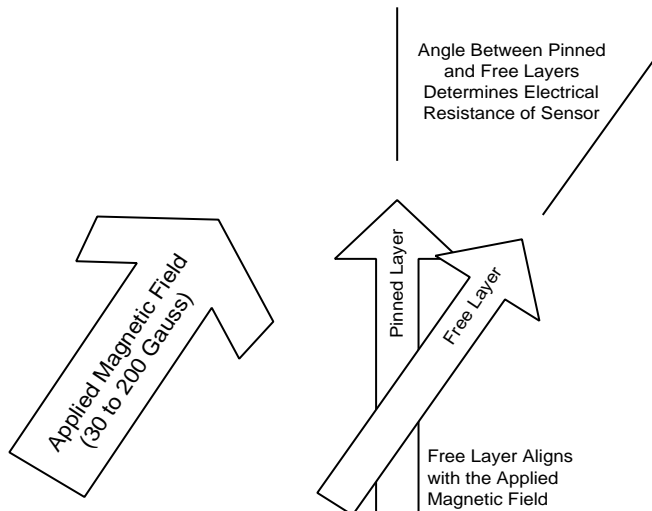 Angle Between Pinned
and Free Layers
Determines Electrical
Resistance of Sensor
Applied Magnetic Field
(30 to 200 Gauss)
Pinned Layer
Free Layer
Free Layer Aligns
with the Applied
Magnetic Field